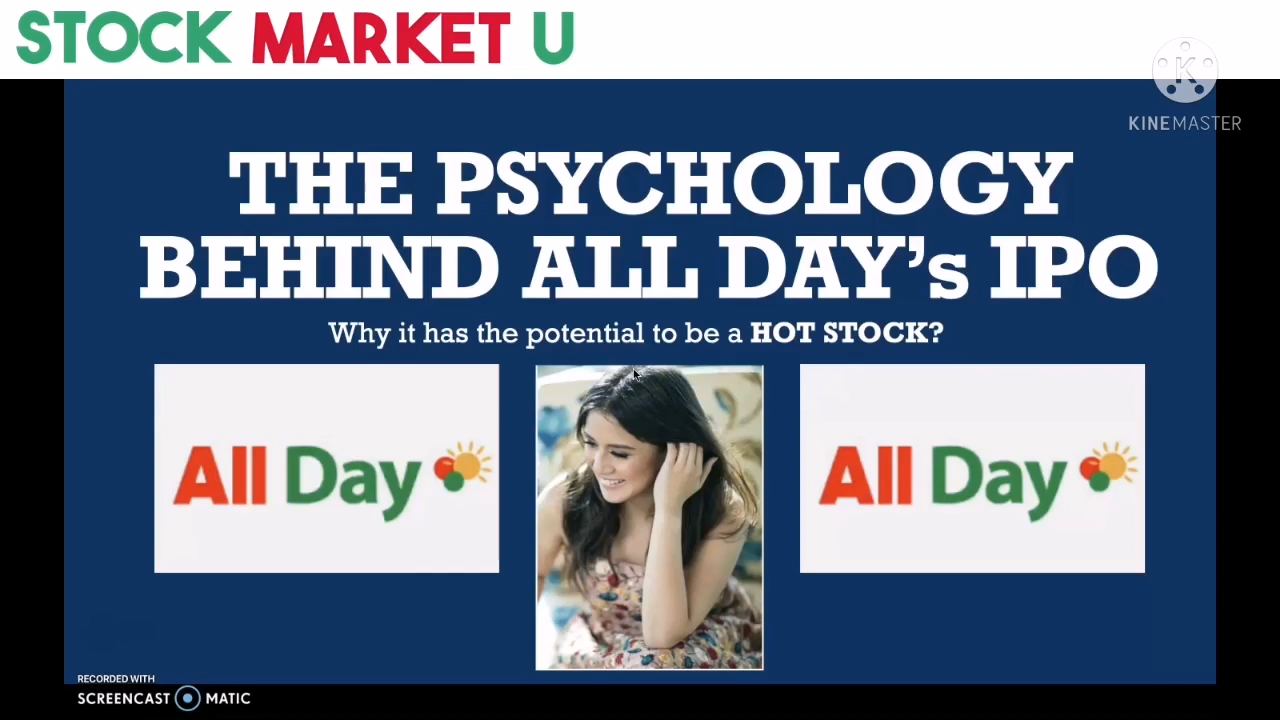 STOCK MARKET U
K
KINEMASTER
THE PSYCHOLOGY
BEHIND ALL DAY's IPO
Why it has the potential to be a HOT STOCK?
All Day
All Day
RECORDED WITH
SCREENCAST MATIC